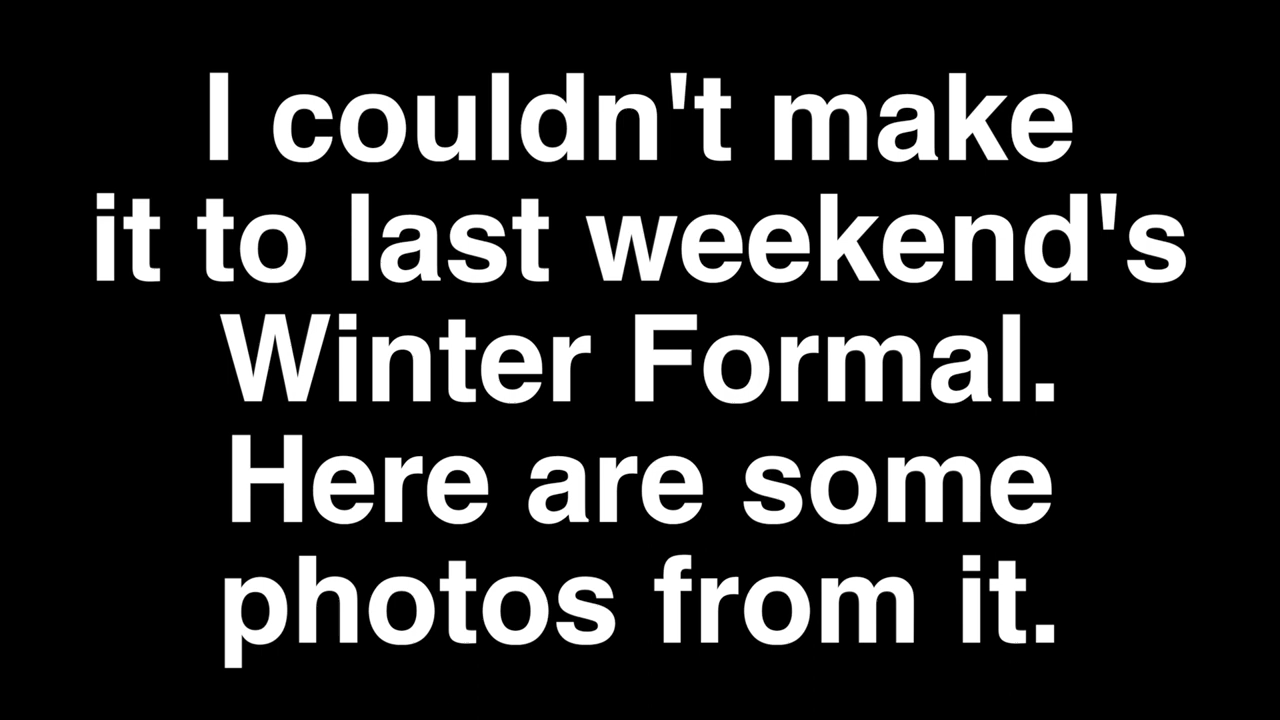 I couldn't make
it to last weekend's
Winter Formal.
Here are some
photos from it.